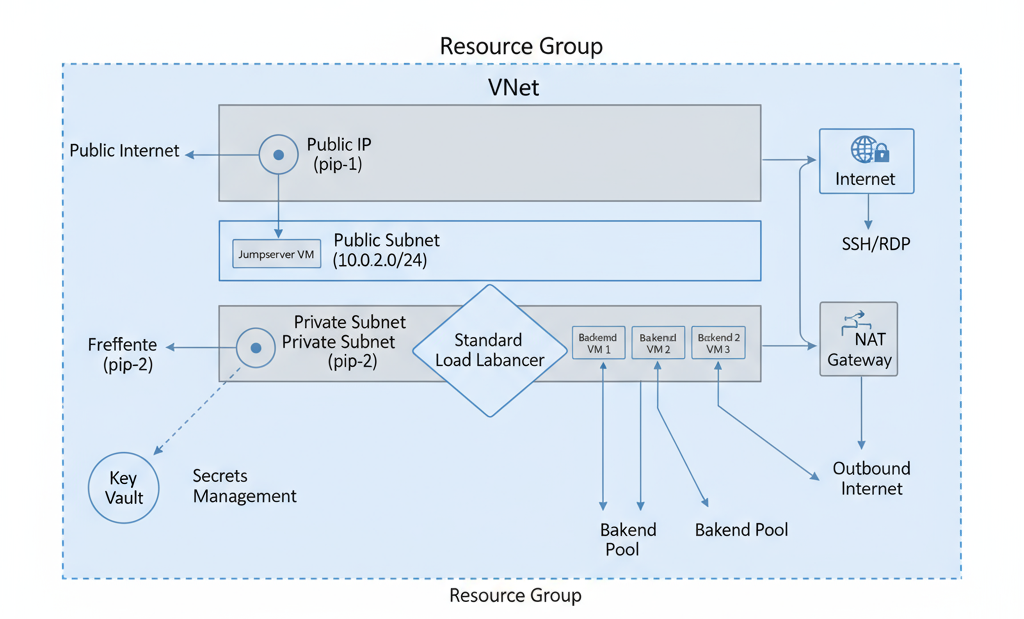 Resource Group
VNet
Public Internet
Public IP
(pip-1)
Internet
SSH/RDP
Jumpserver VM
Public Subnet
(10.0.2.0/24)
Freffente
(pip-2)
Private Subnet
Private Subnet
(pip-2)
Standard
Load Labancer
Backemd
VM 1
Bakend
VM 2
Bctkend 2
VM 3
NAT
Gateway
Key
Vault
Secrets
Management
Outbound
Internet
Bakend
Pool
Bakend Pool
Resource Group